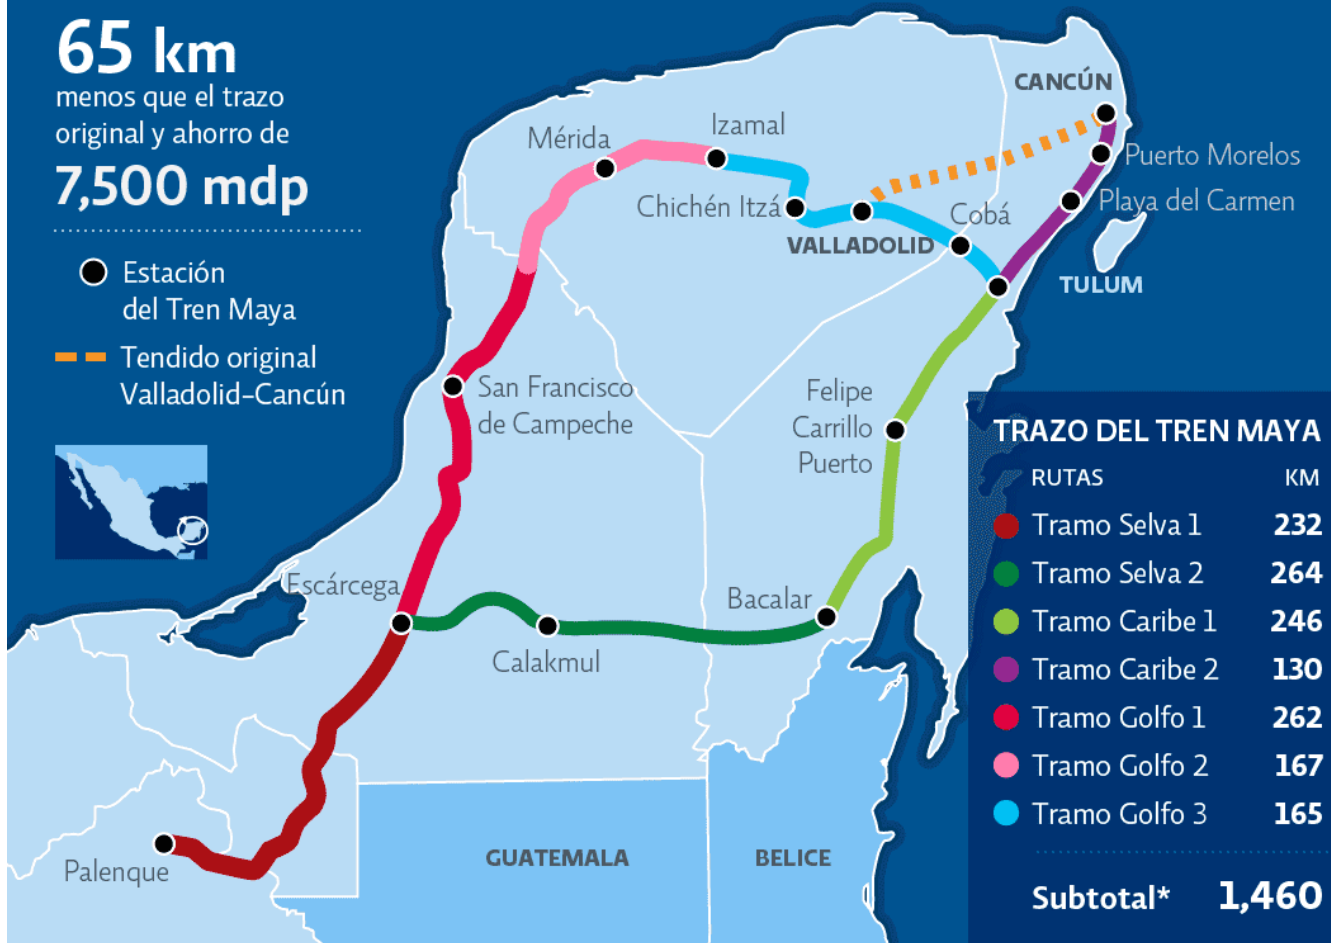 65 km
menos que el trazo
original y ahorro de
7,500 mdp
Estación
del Tren Maya
Tendido original
Valladolid–Cancún
CANCÚN
Izamal
Mérida
Puerto Morelos
Chichén Itzá
Playa del Carmen
Cobá
VALLADOLID
TULUM
San Francisco
de Campeche
Felipe
Carrillo
Puerto
Escárcega
Bacalar
Calakmul
Palenque
GUATEMALA
BELICE
TRAZO DEL TREN MAYA
RUTAS KM
Tramo Selva 1 232
Tramo Selva 2 264
Tramo Caribe 1 246
Tramo Caribe 2 130
Tramo Golfo 1 262
Tramo Golfo 2 167
Tramo Golfo 3 165
Subtotal* 1,460